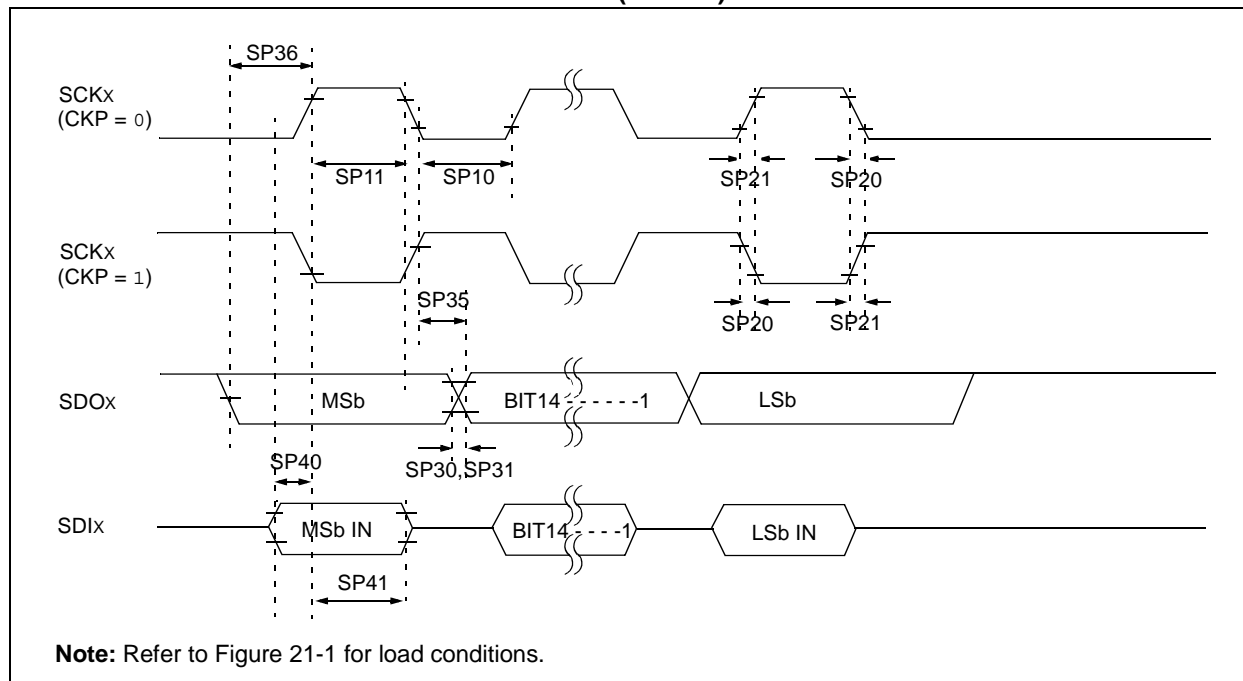 SP36
SCKX
(CKP = 0)
SP11
SP10
SP21
SP20
SCKX
(CKP = 1)
SP35
SP20
SP21
SDOX
MSb
BIT14 - - - - - -1
LSb
SP40
SP30,SP31
SDIX
MSb IN
BIT14 - - - -1
LSb IN
SP41
Note: Refer to Figure 21-1 for load conditions.